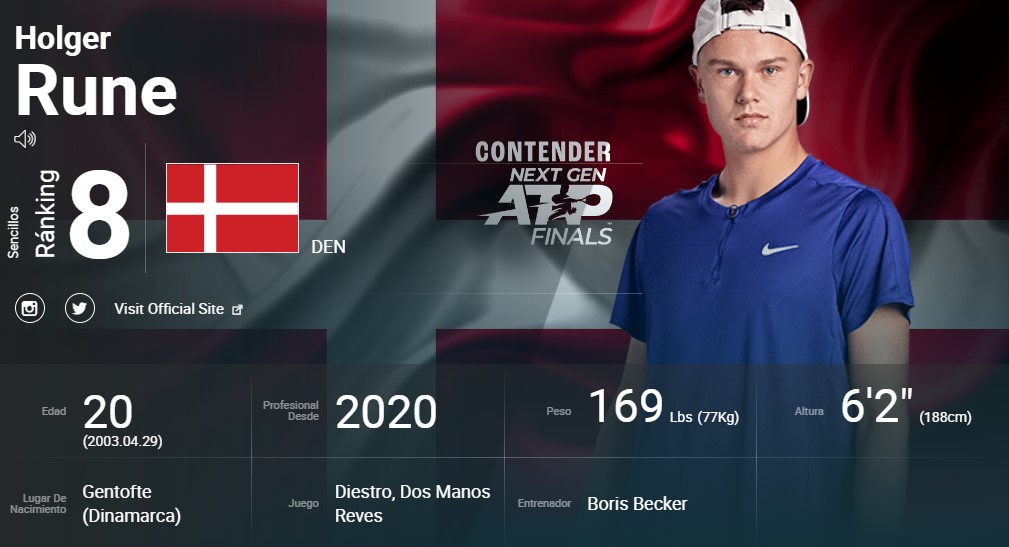 Holger
Rune
Sencillos
Ránking
8
DEN
CONTENDER
NEXT GEN
ATP
FINALS
Visit Official Site
Edad
20
(2003.04.29)
Profesional
Desde
2020
Peso
169 Lbs (77Kg)
Altura
6'2" (188cm)
Lugar De
Nacimiento
Gentofte
(Dinamarca)
Juego
Diestro, Dos Manos
Reves
Entrenador
Boris Becker